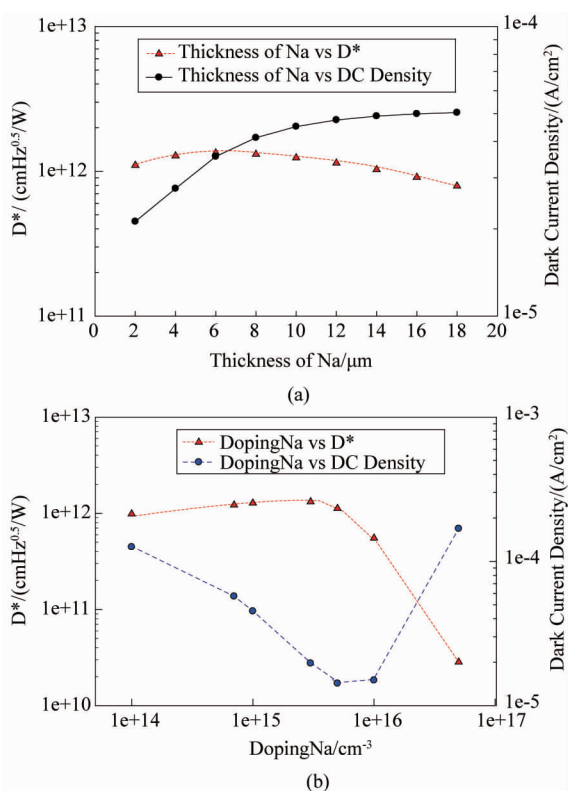 1e+13
1e+12
1e+11
D*/ (cmHz^0.5/W)
Thickness of Na vs D*
Thickness of Na vs DC Density
1e-4
1e-5
Dark Current Density/(A/cm²)
0 2 4 6 8 10 12 14 16 18 20
Thickness of Na/μm
(a)
1e+13
1e+12
1e+11
1e+10
D*/(cmHz^0.5/W)
DopingNa vs D*
DopingNa vs DC Density
1e-3
1e-4
1e-5
Dark Current Density/(A/cm²)
1e+14 1e+15 1e+16 1e+17
DopingNa/cm⁻³
(b)